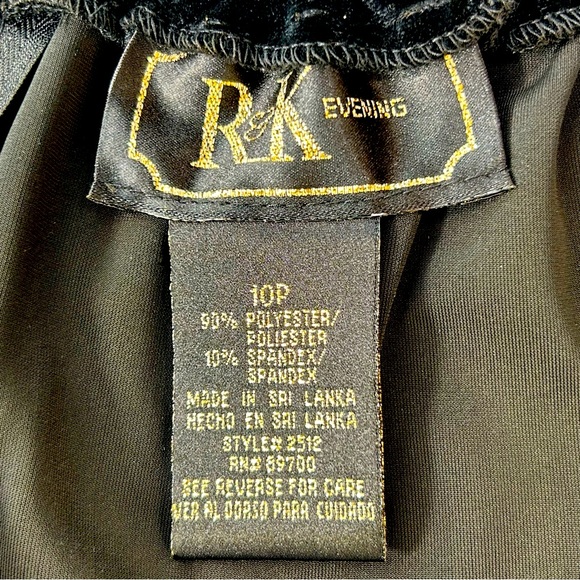 R&K EVENING
10P
90% POLYESTER/
POLIESTER
10% SPANDEX/
SPANDEX
MADE IN SRI LANKA
HECHO EN SRI LANKA
STYLE# 2512
RN# 69700
SEE REVERSE FOR CARE
VER AL DORSO PARA CUIDADO